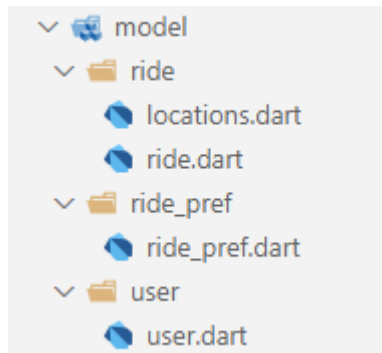 model
ride
locations.dart
ride.dart
ride_pref
ride_pref.dart
user
user.dart